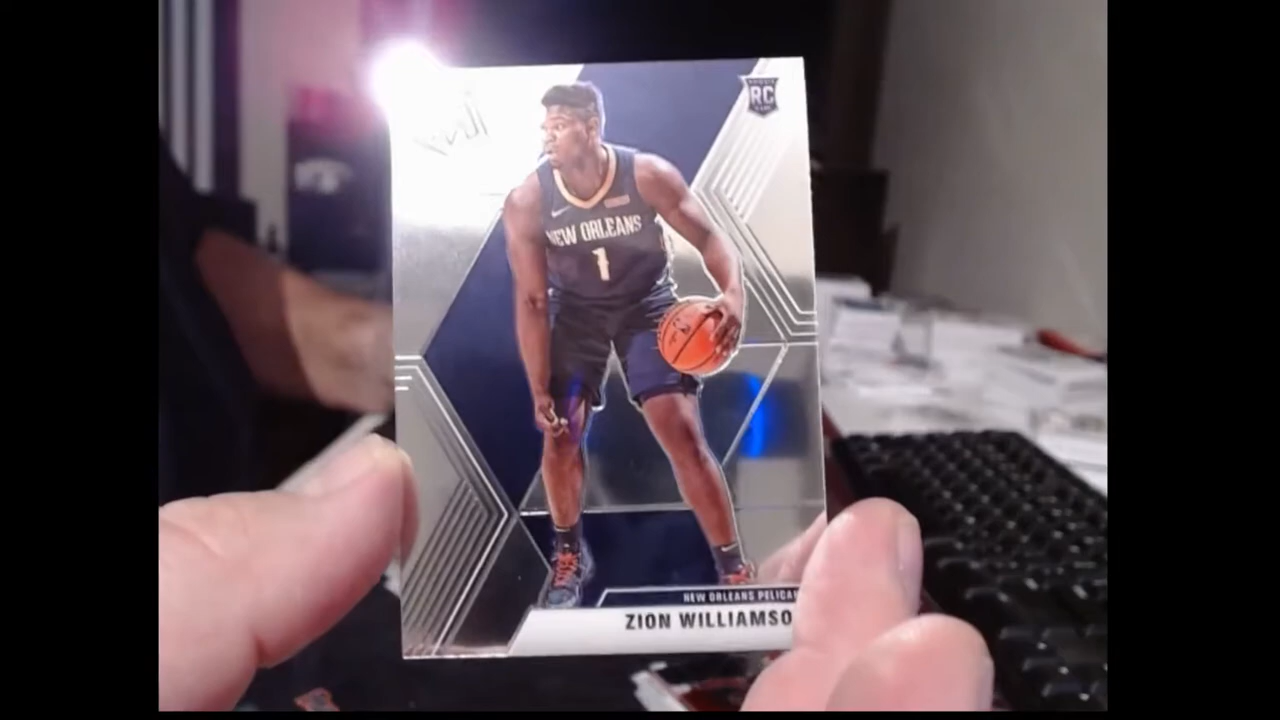 RC
NEW ORLEANS
1
NEW ORLEANS PELICA
ZION WILLIAMSO